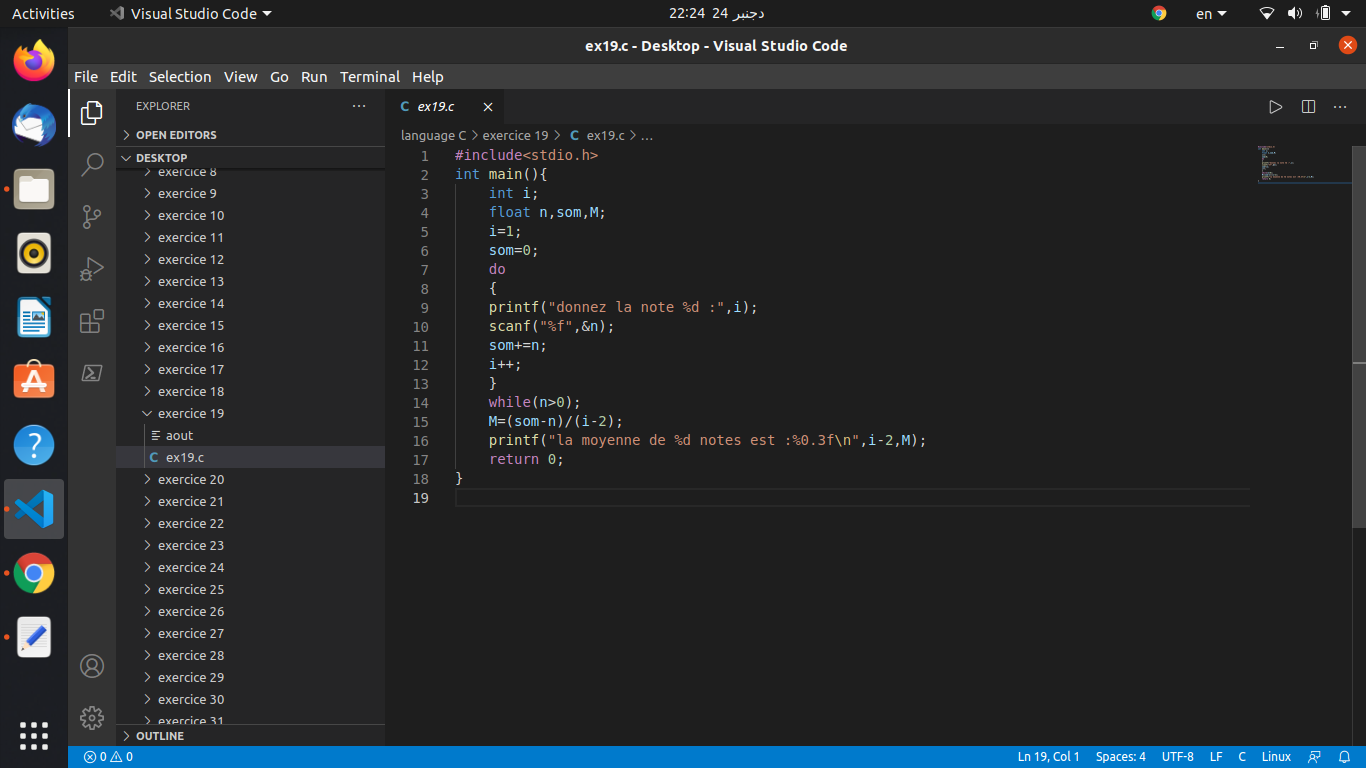 Activities Visual Studio Code دجنبر 24 22:24 en
ex19.c - Desktop - Visual Studio Code
File Edit Selection View Go Run Terminal Help
EXPLORER
OPEN EDITORS
DESKTOP
exercice 8
exercice 9
exercice 10
exercice 11
exercice 12
exercice 13
exercice 14
exercice 15
exercice 16
exercice 17
exercice 18
exercice 19
aout
C ex19.c
exercice 20
exercice 21
exercice 22
exercice 23
exercice 24
exercice 25
exercice 26
exercice 27
exercice 28
exercice 29
exercice 30
exercice 31
OUTLINE
C ex19.c
language C > exercice 19 > C ex19.c > ...
1 #include<stdio.h>
2 int main(){
3 int i;
4 float n,som,M;
5 i=1;
6 som=0;
7 do
8 {
9 printf("donnez la note %d :",i);
10 scanf("%f",&n);
11 som+=n;
12 i++;
13 }
14 while(n>0);
15 M=(som-n)/(i-2);
16 printf("la moyenne de %d notes est :%0.3f\n",i-2,M);
17 return 0;
18 }
19
0 0 Ln 19, Col 1 Spaces: 4 UTF-8 LF C Linux